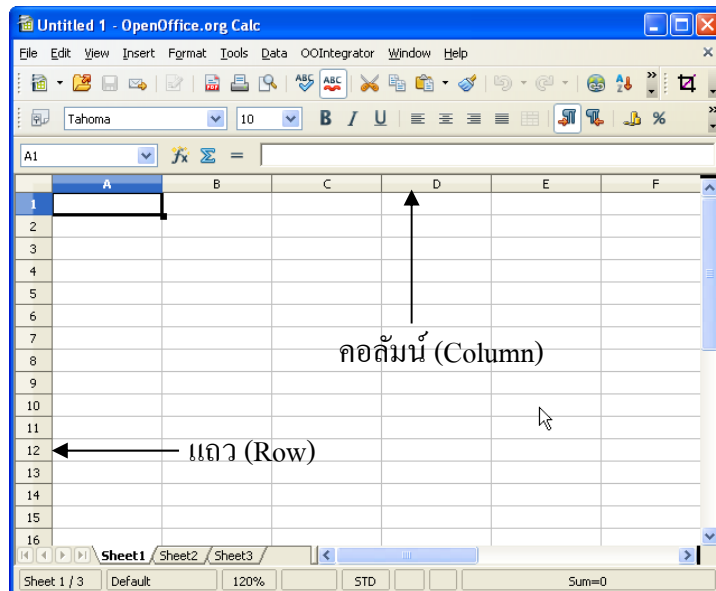 Untitled 1 - OpenOffice.org Calc
File Edit View Insert Format Tools Data OOIntegrator Window Help
Tahoma 10 B I U %
A1 =
A B C D E F
1
2
3
4
5
6
7
คอลัมน์ (Column)
8
9
10
11
12 แถว (Row)
13
14
15
16
Sheet1 Sheet2 Sheet3
Sheet 1 / 3 Default 120% STD Sum=0